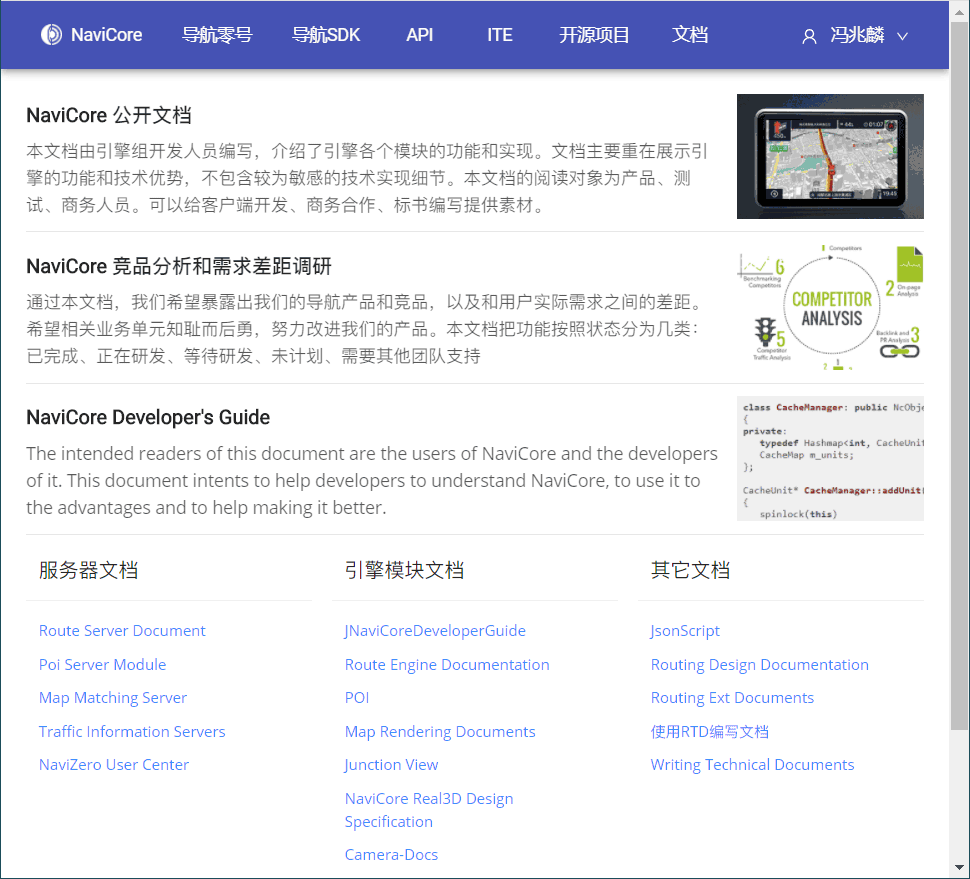 NaviCore 导航零号 导航SDK API ITE 开源项目 文档 冯兆麟
NaviCore 公开文档
本文档由引擎组开发人员编写，介绍了引擎各个模块的功能和实现。文档主要重在展示引
擎的功能和技术优势，不包含较为敏感的技术实现细节。本文档的阅读对象为产品、测
试、商务人员。可以给客户端开发、商务合作、标书编写提供素材。
NaviCore 竞品分析和需求差距调研
通过本文档，我们希望暴露出我们的导航产品和竞品，以及和用户实际需求之间的差距。
希望相关业务单元知耻而后勇，努力改进我们的产品。本文档把功能按照状态分为几类：
已完成、正在研发、等待研发、未计划、需要其他团队支持
1 Competitors
6
Benchmarking
Competitors
2 On-page
Analysis
COMPETITOR
ANALYSIS
5
Competitor
Traffic Analysis
Backlink and
PR Analysis 3
NaviCore Developer's Guide
The intended readers of this document are the users of NaviCore and the developers
of it. This document intents to help developers to understand NaviCore, to use it to
the advantages and to help making it better.
class CacheManager: public NcObje
{
private:
typedef Hashmap<int, CacheUnit
CacheMap m_units;
};
CacheUnit* CacheManager::addUnit(
{
spinlock(this)
服务器文档
Route Server Document
Poi Server Module
Map Matching Server
Traffic Information Servers
NaviZero User Center
引擎模块文档
JNaviCoreDeveloperGuide
Route Engine Documentation
POI
Map Rendering Documents
Junction View
NaviCore Real3D Design
Specification
Camera-Docs
其它文档
JsonScript
Routing Design Documentation
Routing Ext Documents
使用RTD编写文档
Writing Technical Documents